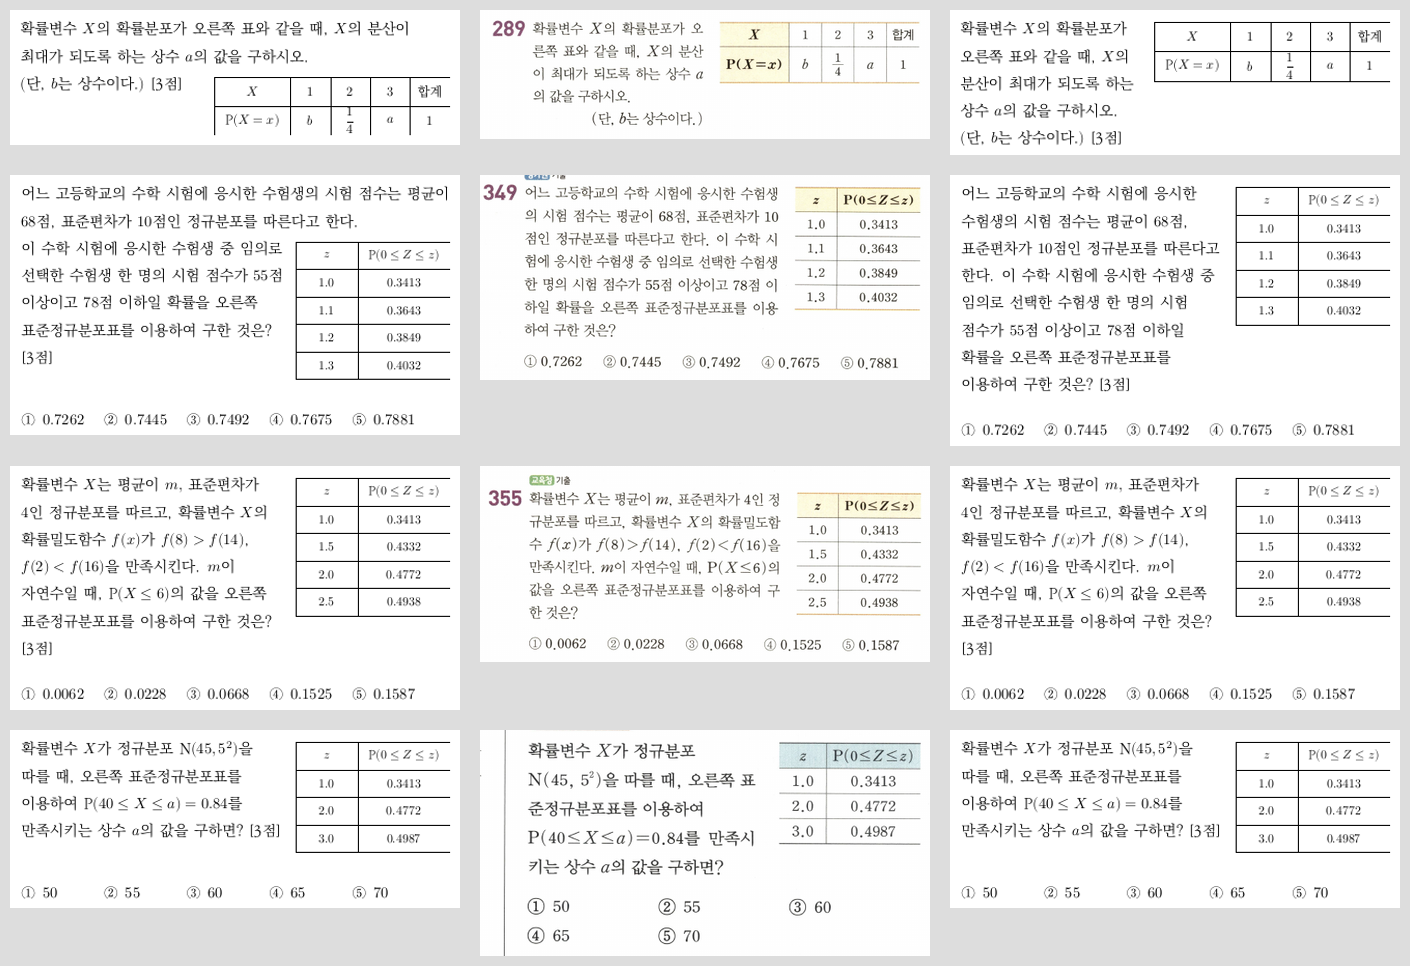 확률변수 X의 확률분포가 오른쪽 표와 같을 때, X의 분산이
최대가 되도록 하는 상수 a의 값을 구하시오.
(단, b는 상수이다.) [3점]
X 1 2 3 합계
P(X=x) b 1/4 a 1
289 확률변수 X의 확률분포가 오
른쪽 표와 같을 때, X의 분산
이 최대가 되도록 하는 상수 a
의 값을 구하시오.
(단, b는 상수이다.)
X 1 2 3 합계
P(X=x) b 1/4 a 1
확률변수 X의 확률분포가
오른쪽 표와 같을 때, X의
분산이 최대가 되도록 하는
상수 a의 값을 구하시오.
(단, b는 상수이다.) [3점]
X 1 2 3 합계
P(X=x) b 1/4 a 1
어느 고등학교의 수학 시험에 응시한 수험생의 시험 점수는 평균이
68점, 표준편차가 10점인 정규분포를 따른다고 한다.
이 수학 시험에 응시한 수험생 중 임의로
선택한 수험생 한 명의 시험 점수가 55점
이상이고 78점 이하일 확률을 오른쪽
표준정규분포표를 이용하여 구한 것은?
[3점]
z P(0≤Z≤z)
1.0 0.3413
1.1 0.3643
1.2 0.3849
1.3 0.4032
① 0.7262 ② 0.7445 ③ 0.7492 ④ 0.7675 ⑤ 0.7881
기출
349 어느 고등학교의 수학 시험에 응시한 수험생
의 시험 점수는 평균이 68점, 표준편차가 10
점인 정규분포를 따른다고 한다. 이 수학 시
험에 응시한 수험생 중 임의로 선택한 수험생
한 명의 시험 점수가 55점 이상이고 78점 이
하일 확률을 오른쪽 표준정규분포표를 이용
하여 구한 것은?
z P(0≤Z≤z)
1.0 0.3413
1.1 0.3643
1.2 0.3849
1.3 0.4032
① 0.7262 ② 0.7445 ③ 0.7492 ④ 0.7675 ⑤ 0.7881
어느 고등학교의 수학 시험에 응시한
수험생의 시험 점수는 평균이 68점,
표준편차가 10점인 정규분포를 따른다고
한다. 이 수학 시험에 응시한 수험생 중
임의로 선택한 수험생 한 명의 시험
점수가 55점 이상이고 78점 이하일
확률을 오른쪽 표준정규분포표를
이용하여 구한 것은? [3점]
z P(0≤Z≤z)
1.0 0.3413
1.1 0.3643
1.2 0.3849
1.3 0.4032
① 0.7262 ② 0.7445 ③ 0.7492 ④ 0.7675 ⑤ 0.7881
확률변수 X는 평균이 m, 표준편차가
4인 정규분포를 따르고, 확률변수 X의
확률밀도함수 f(x)가 f(8)>f(14),
f(2)<f(16)을 만족시킨다. m이
자연수일 때, P(X≤6)의 값을 오른쪽
표준정규분포표를 이용하여 구한 것은?
[3점]
z P(0≤Z≤z)
1.0 0.3413
1.5 0.4332
2.0 0.4772
2.5 0.4938
① 0.0062 ② 0.0228 ③ 0.0668 ④ 0.1525 ⑤ 0.1587
교육청 기출
355 확률변수 X는 평균이 m, 표준편차가 4인 정
규분포를 따르고, 확률변수 X의 확률밀도함
수 f(x)가 f(8)>f(14), f(2)<f(16)을
만족시킨다. m이 자연수일 때, P(X≤6)의
값을 오른쪽 표준정규분포표를 이용하여 구
한 것은?
z P(0≤Z≤z)
1.0 0.3413
1.5 0.4332
2.0 0.4772
2.5 0.4938
① 0.0062 ② 0.0228 ③ 0.0668 ④ 0.1525 ⑤ 0.1587
확률변수 X는 평균이 m, 표준편차가
4인 정규분포를 따르고, 확률변수 X의
확률밀도함수 f(x)가 f(8)>f(14),
f(2)<f(16)을 만족시킨다. m이
자연수일 때, P(X≤6)의 값을 오른쪽
표준정규분포표를 이용하여 구한 것은?
[3점]
z P(0≤Z≤z)
1.0 0.3413
1.5 0.4332
2.0 0.4772
2.5 0.4938
① 0.0062 ② 0.0228 ③ 0.0668 ④ 0.1525 ⑤ 0.1587
확률변수 X가 정규분포 N(45,5²)을
따를 때, 오른쪽 표준정규분포표를
이용하여 P(40≤X≤a)=0.84를
만족시키는 상수 a의 값을 구하면? [3점]
z P(0≤Z≤z)
1.0 0.3413
2.0 0.4772
3.0 0.4987
① 50 ② 55 ③ 60 ④ 65 ⑤ 70
확률변수 X가 정규분포
N(45, 5²)을 따를 때, 오른쪽 표
준정규분포표를 이용하여
P(40≤X≤a)=0.84를 만족시
키는 상수 a의 값을 구하면?
z P(0≤Z≤z)
1.0 0.3413
2.0 0.4772
3.0 0.4987
① 50 ② 55 ③ 60
④ 65 ⑤ 70
확률변수 X가 정규분포 N(45,5²)을
따를 때, 오른쪽 표준정규분포표를
이용하여 P(40≤X≤a)=0.84를
만족시키는 상수 a의 값을 구하면? [3점]
z P(0≤Z≤z)
1.0 0.3413
2.0 0.4772
3.0 0.4987
① 50 ② 55 ③ 60 ④ 65 ⑤ 70